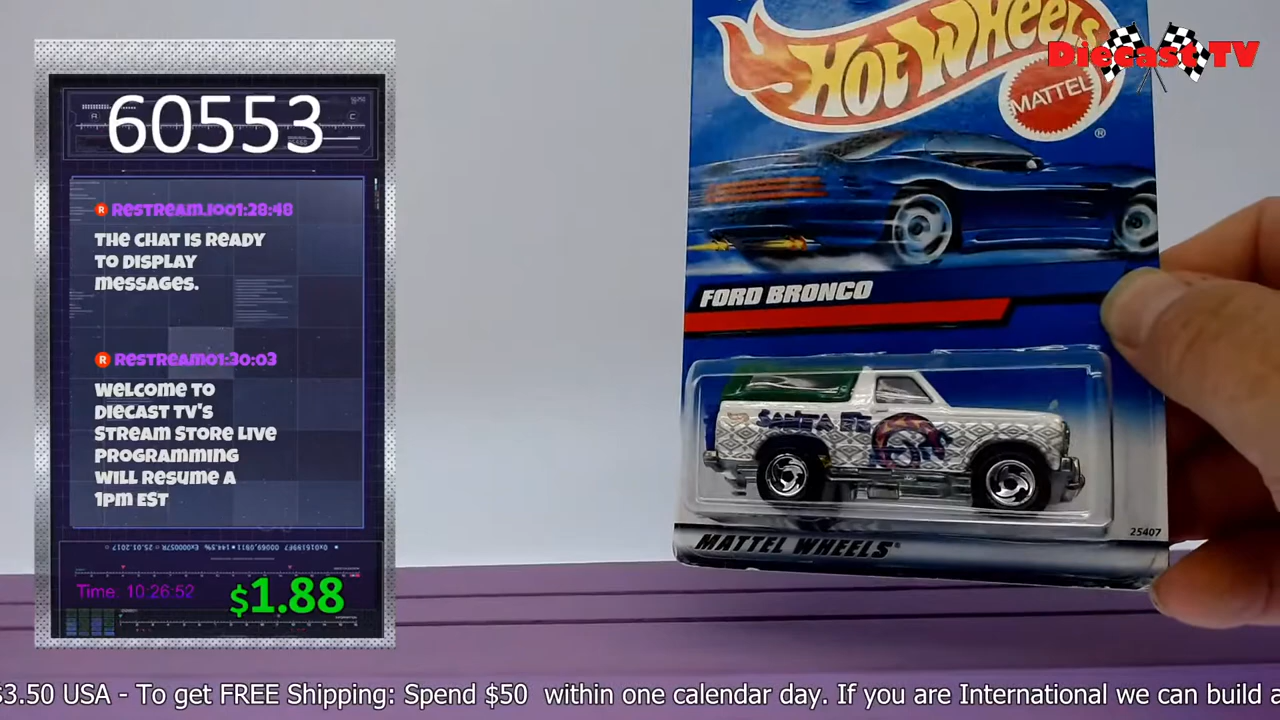 60553
RESTREAM.IO01:28:48
THE CHAT IS READY
TO DISPLAY
MESSAGES.
RESTREAM01:30:03
WELCOME TO
DIECAST TV'S
STREAM STORE LIVE
PROGRAMMING
WILL RESUME A
1PM EST
Time: 10:26:52
$1.88
HOT WHEELS
MATTEL
®
Diecast TV
FORD BRONCO
SANTA FE
25407
MATTEL WHEELS
$3.50 USA - To get FREE Shipping: Spend $50 within one calendar day. If you are International we can build a